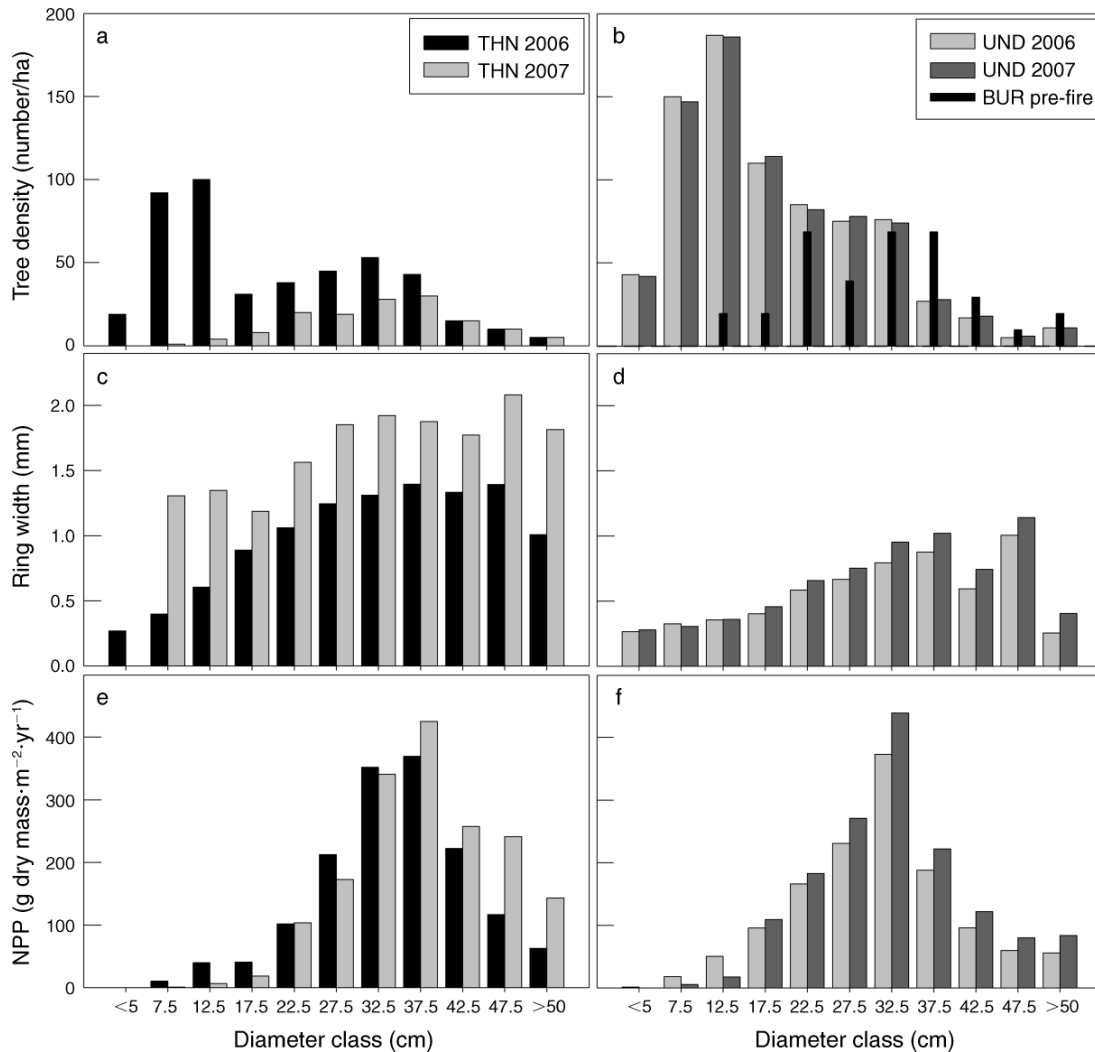 a
THN 2006
THN 2007
b
UND 2006
UND 2007
BUR pre-fire
Tree density (number/ha)
200
150
100
50
0
c
d
Ring width (mm)
2.0
1.5
1.0
0.5
0.0
e
f
NPP (g dry mass·m⁻²·yr⁻¹)
400
300
200
100
0
<5 7.5 12.5 17.5 22.5 27.5 32.5 37.5 42.5 47.5 >50
<5 7.5 12.5 17.5 22.5 27.5 32.5 37.5 42.5 47.5 >50
Diameter class (cm)
Diameter class (cm)